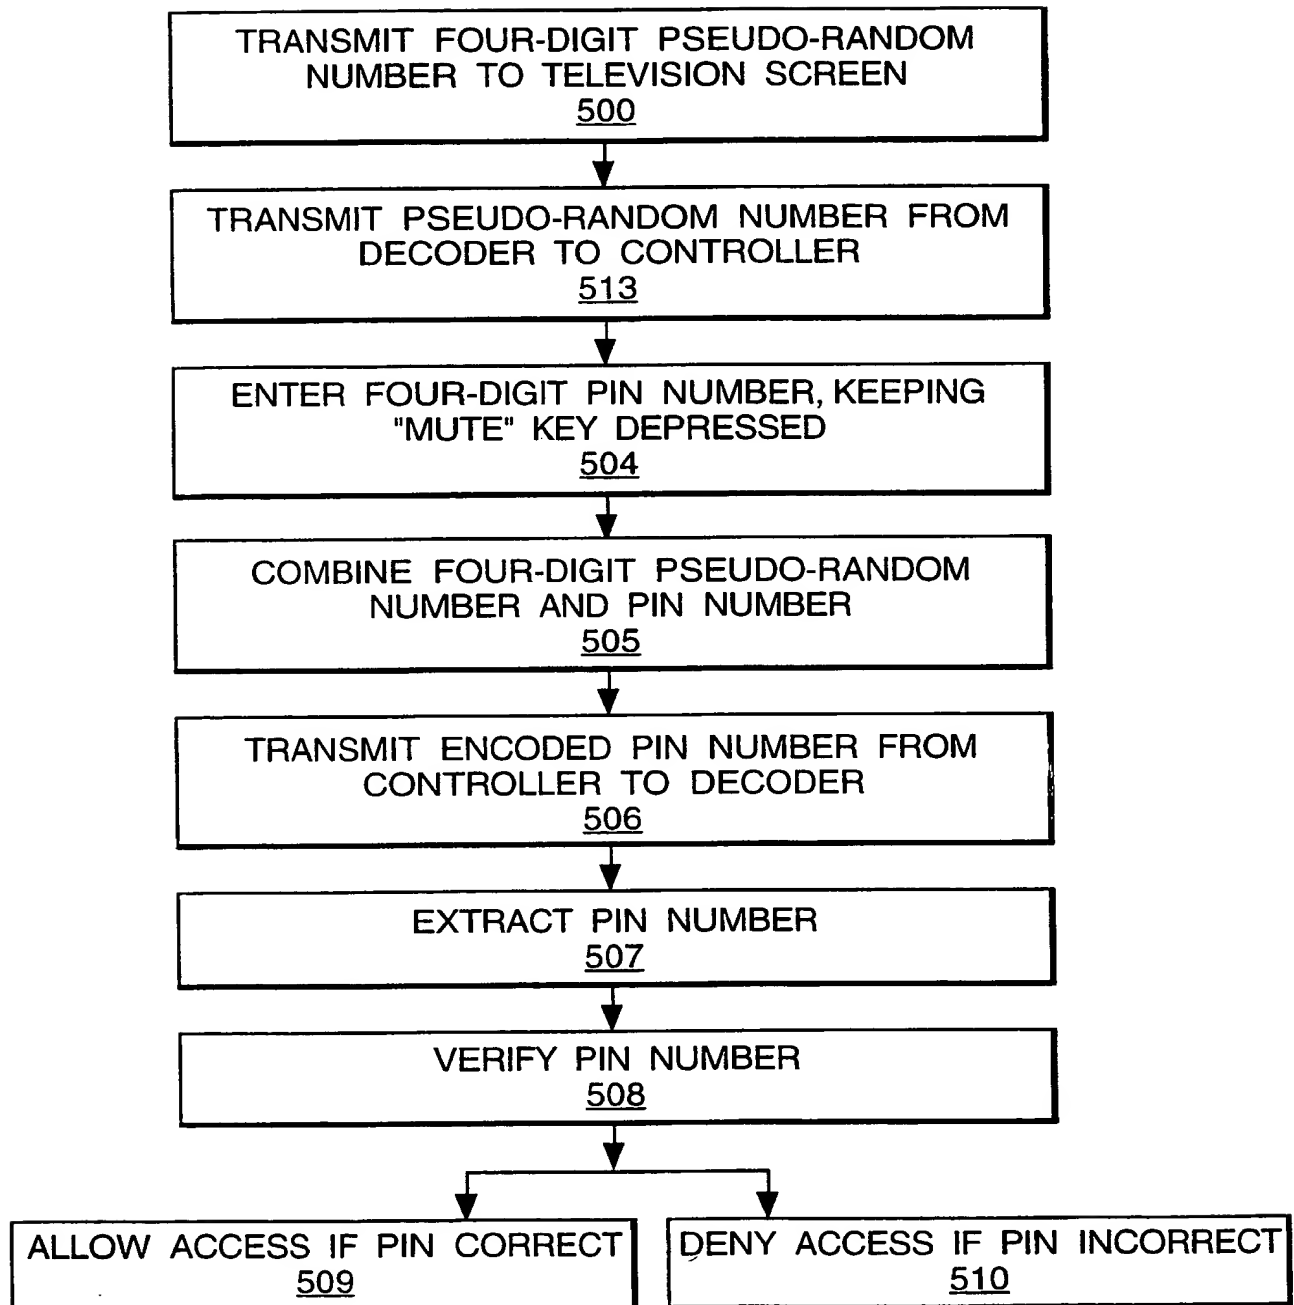 TRANSMIT FOUR-DIGIT PSEUDO-RANDOM
NUMBER TO TELEVISION SCREEN
500
TRANSMIT PSEUDO-RANDOM NUMBER FROM
DECODER TO CONTROLLER
513
ENTER FOUR-DIGIT PIN NUMBER, KEEPING
"MUTE" KEY DEPRESSED
504
COMBINE FOUR-DIGIT PSEUDO-RANDOM
NUMBER AND PIN NUMBER
505
TRANSMIT ENCODED PIN NUMBER FROM
CONTROLLER TO DECODER
506
EXTRACT PIN NUMBER
507
VERIFY PIN NUMBER
508
ALLOW ACCESS IF PIN CORRECT
509
DENY ACCESS IF PIN INCORRECT
510